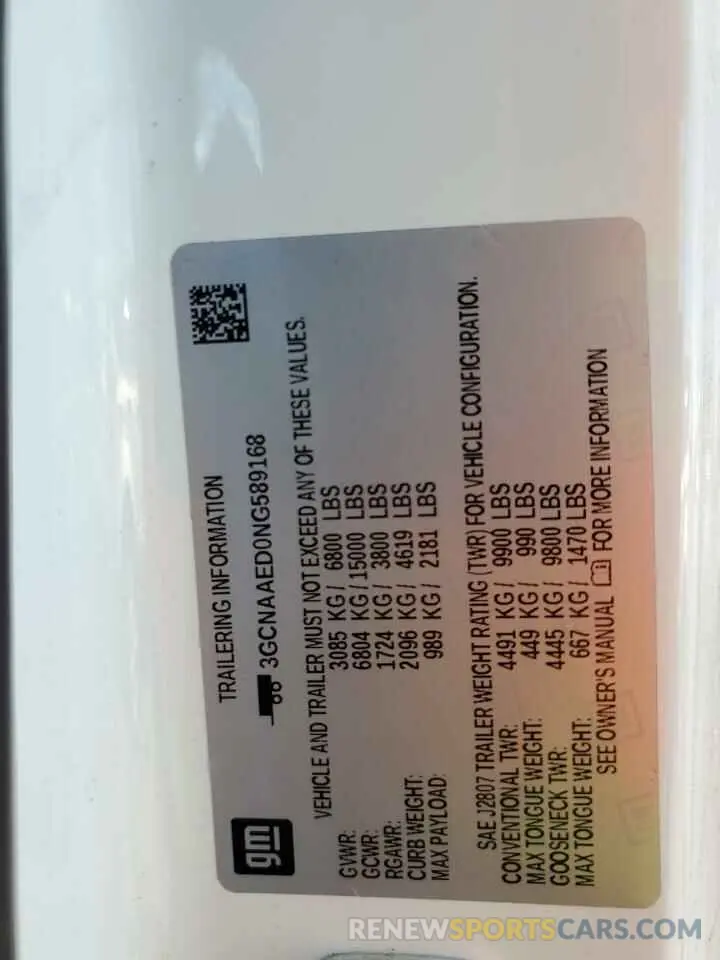 gm
TRAILERING INFORMATION
3GCNAAED0NG589168
VEHICLE AND TRAILER MUST NOT EXCEED ANY OF THESE VALUES.
GVWR: 3085 KG / 6800 LBS
GCWR: 6804 KG / 15000 LBS
RGAWR: 1724 KG / 3800 LBS
CURB WEIGHT: 2096 KG / 4619 LBS
MAX PAYLOAD: 989 KG / 2181 LBS
SAE J2807 TRAILER WEIGHT RATING (TWR) FOR VEHICLE CONFIGURATION.
CONVENTIONAL TWR: 4491 KG / 9900 LBS
MAX TONGUE WEIGHT: 449 KG / 990 LBS
GOOSENECK TWR: 4445 KG / 9800 LBS
MAX TONGUE WEIGHT: 667 KG / 1470 LBS
SEE OWNER'S MANUAL FOR MORE INFORMATION
RENEWSPORTSCARS.COM